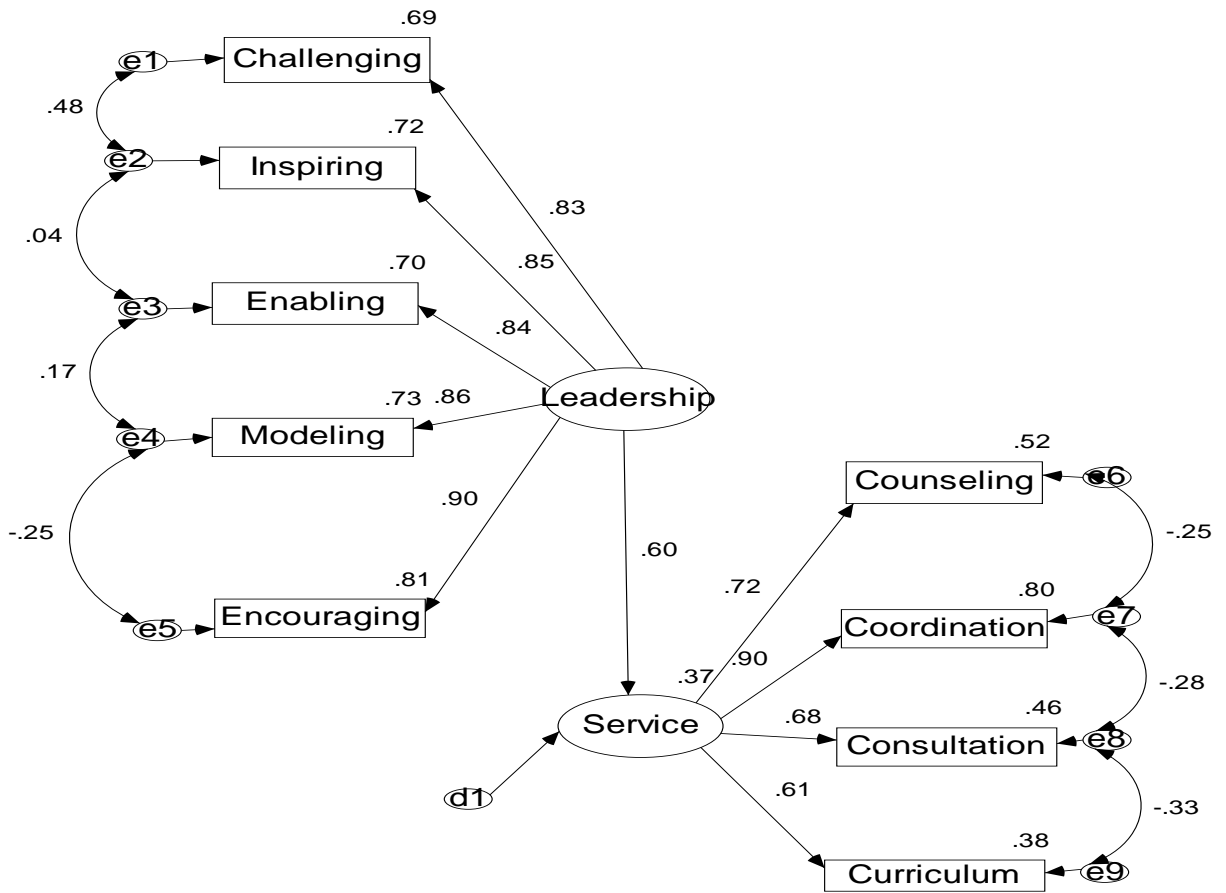 .69
e1
Challenging
.48
.72
e2
Inspiring
.83
.04
.85
.70
e3
Enabling
.84
.17
Leadership
.73 .86
e4
Modeling
.52
Counseling
e6
.90
-.25
-.25
.60
.72
.81
.80
Encouraging
e5
Coordination
e7
.90
.37
-.28
Service
.68
.46
Consultation
e8
d1
.61
-.33
.38
Curriculum
e9